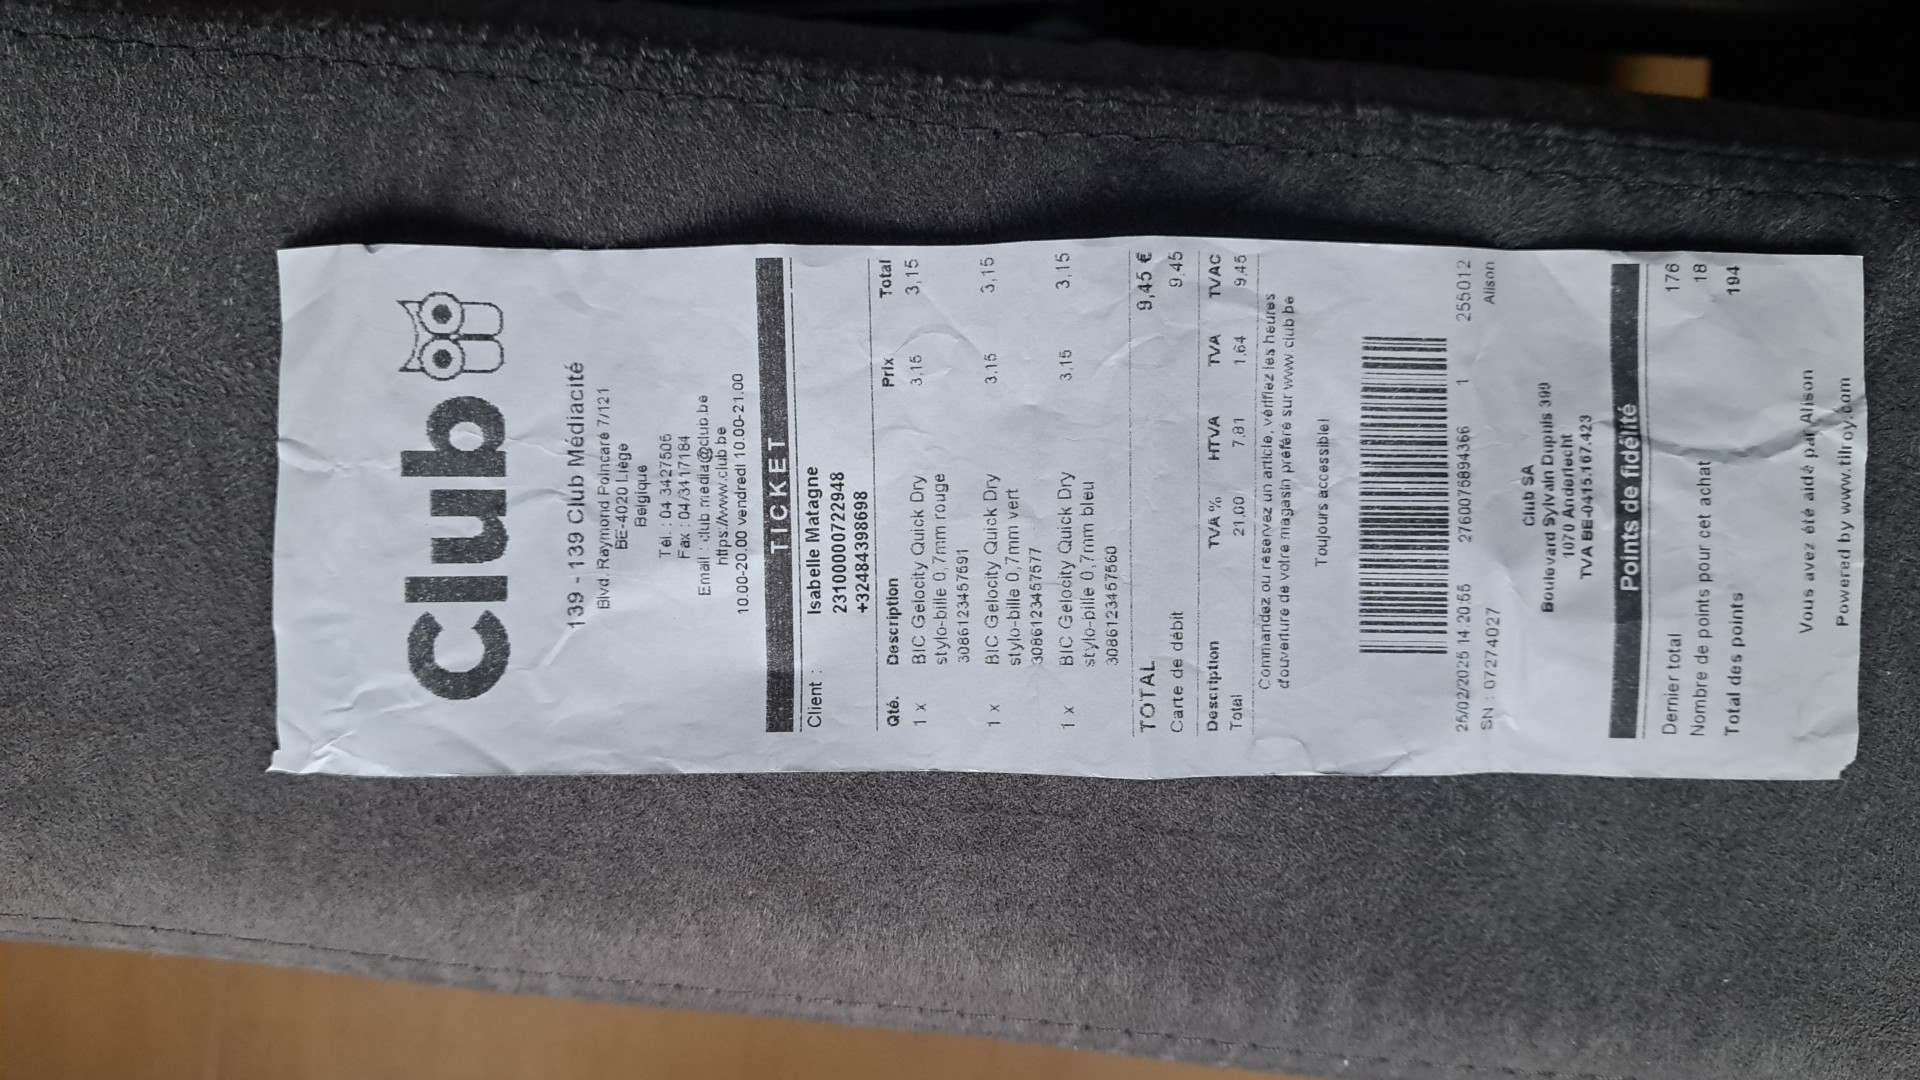 Club
139 - 139 Club Médiacité
Blvd. Raymond Poincaré 7/121
BE-4020 Liège
Belgique
Tel. : 04 3427506
Fax : 04/3417184
Email : club.media@club.be
https://www.club.be
10.00-20.00 vendredi 10.00-21.00
TICKET
Client : Isabelle Matagne
2310000722948
+32484398698
Qté. Description Prix Total
1 x BIC Gelocity Quick Dry 3,15 3,15
stylo-bille 0,7mm rouge
3086123457591
1 x BIC Gelocity Quick Dry 3,15 3,15
stylo-bille 0,7mm vert
3086123457577
1 x BIC Gelocity Quick Dry 3,15 3,15
stylo-bille 0,7mm bleu
3086123457560
TOTAL 9,45 €
Carte de débit 9,45
Description TVA % HTVA TVA TVAC
Total 21,00 7,81 1,64 9,45
Commandez ou réservez un article, vérifiez les heures
d'ouverture de votre magasin préféré sur www.club.be
Toujours accessible!
25/02/2025 14:20:55 2760075894366 1 255012
SN : 07274027 Alison
Club SA
Boulevard Sylvain Dupuis 399
1070 Anderlecht
TVA BE-0415.167.423
Points de fidélité
Dernier total 176
Nombre de points pour cet achat 18
Total des points 194
Vous avez été aidé par Alison
Powered by www.tilroy.com